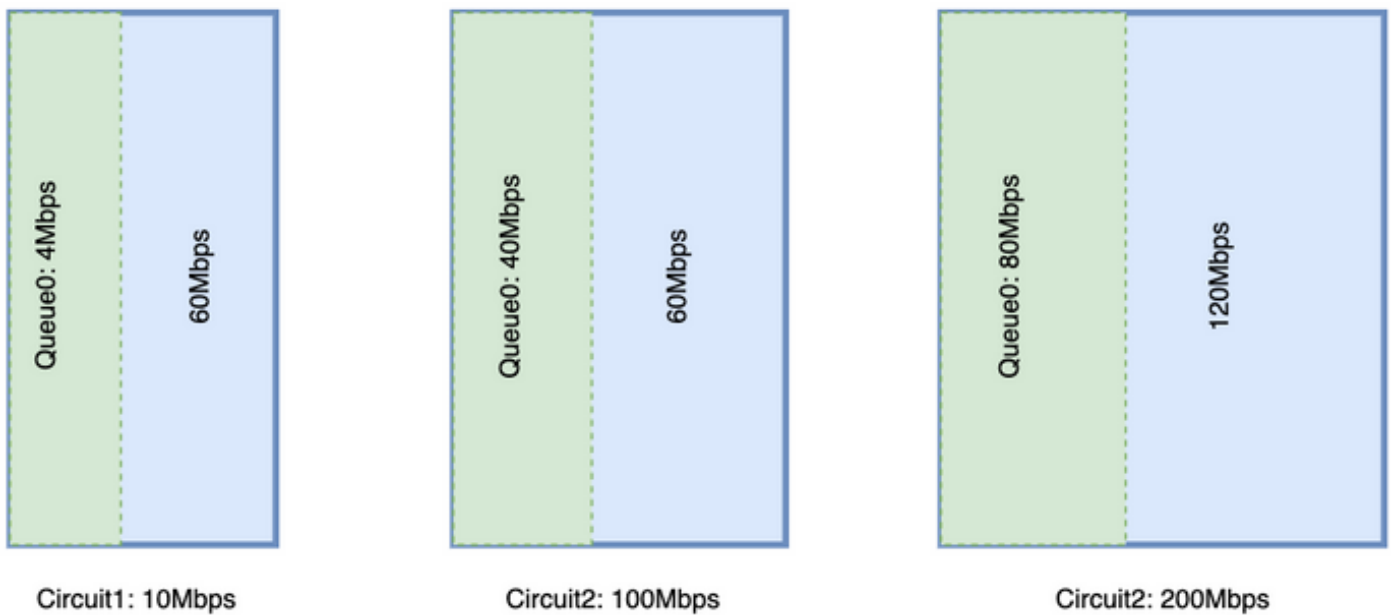 Queue0: 4Mbps
60Mbps
Circuit1: 10Mbps
Queue0: 40Mbps
60Mbps
Circuit2: 100Mbps
Queue0: 80Mbps
120Mbps
Circuit2: 200Mbps